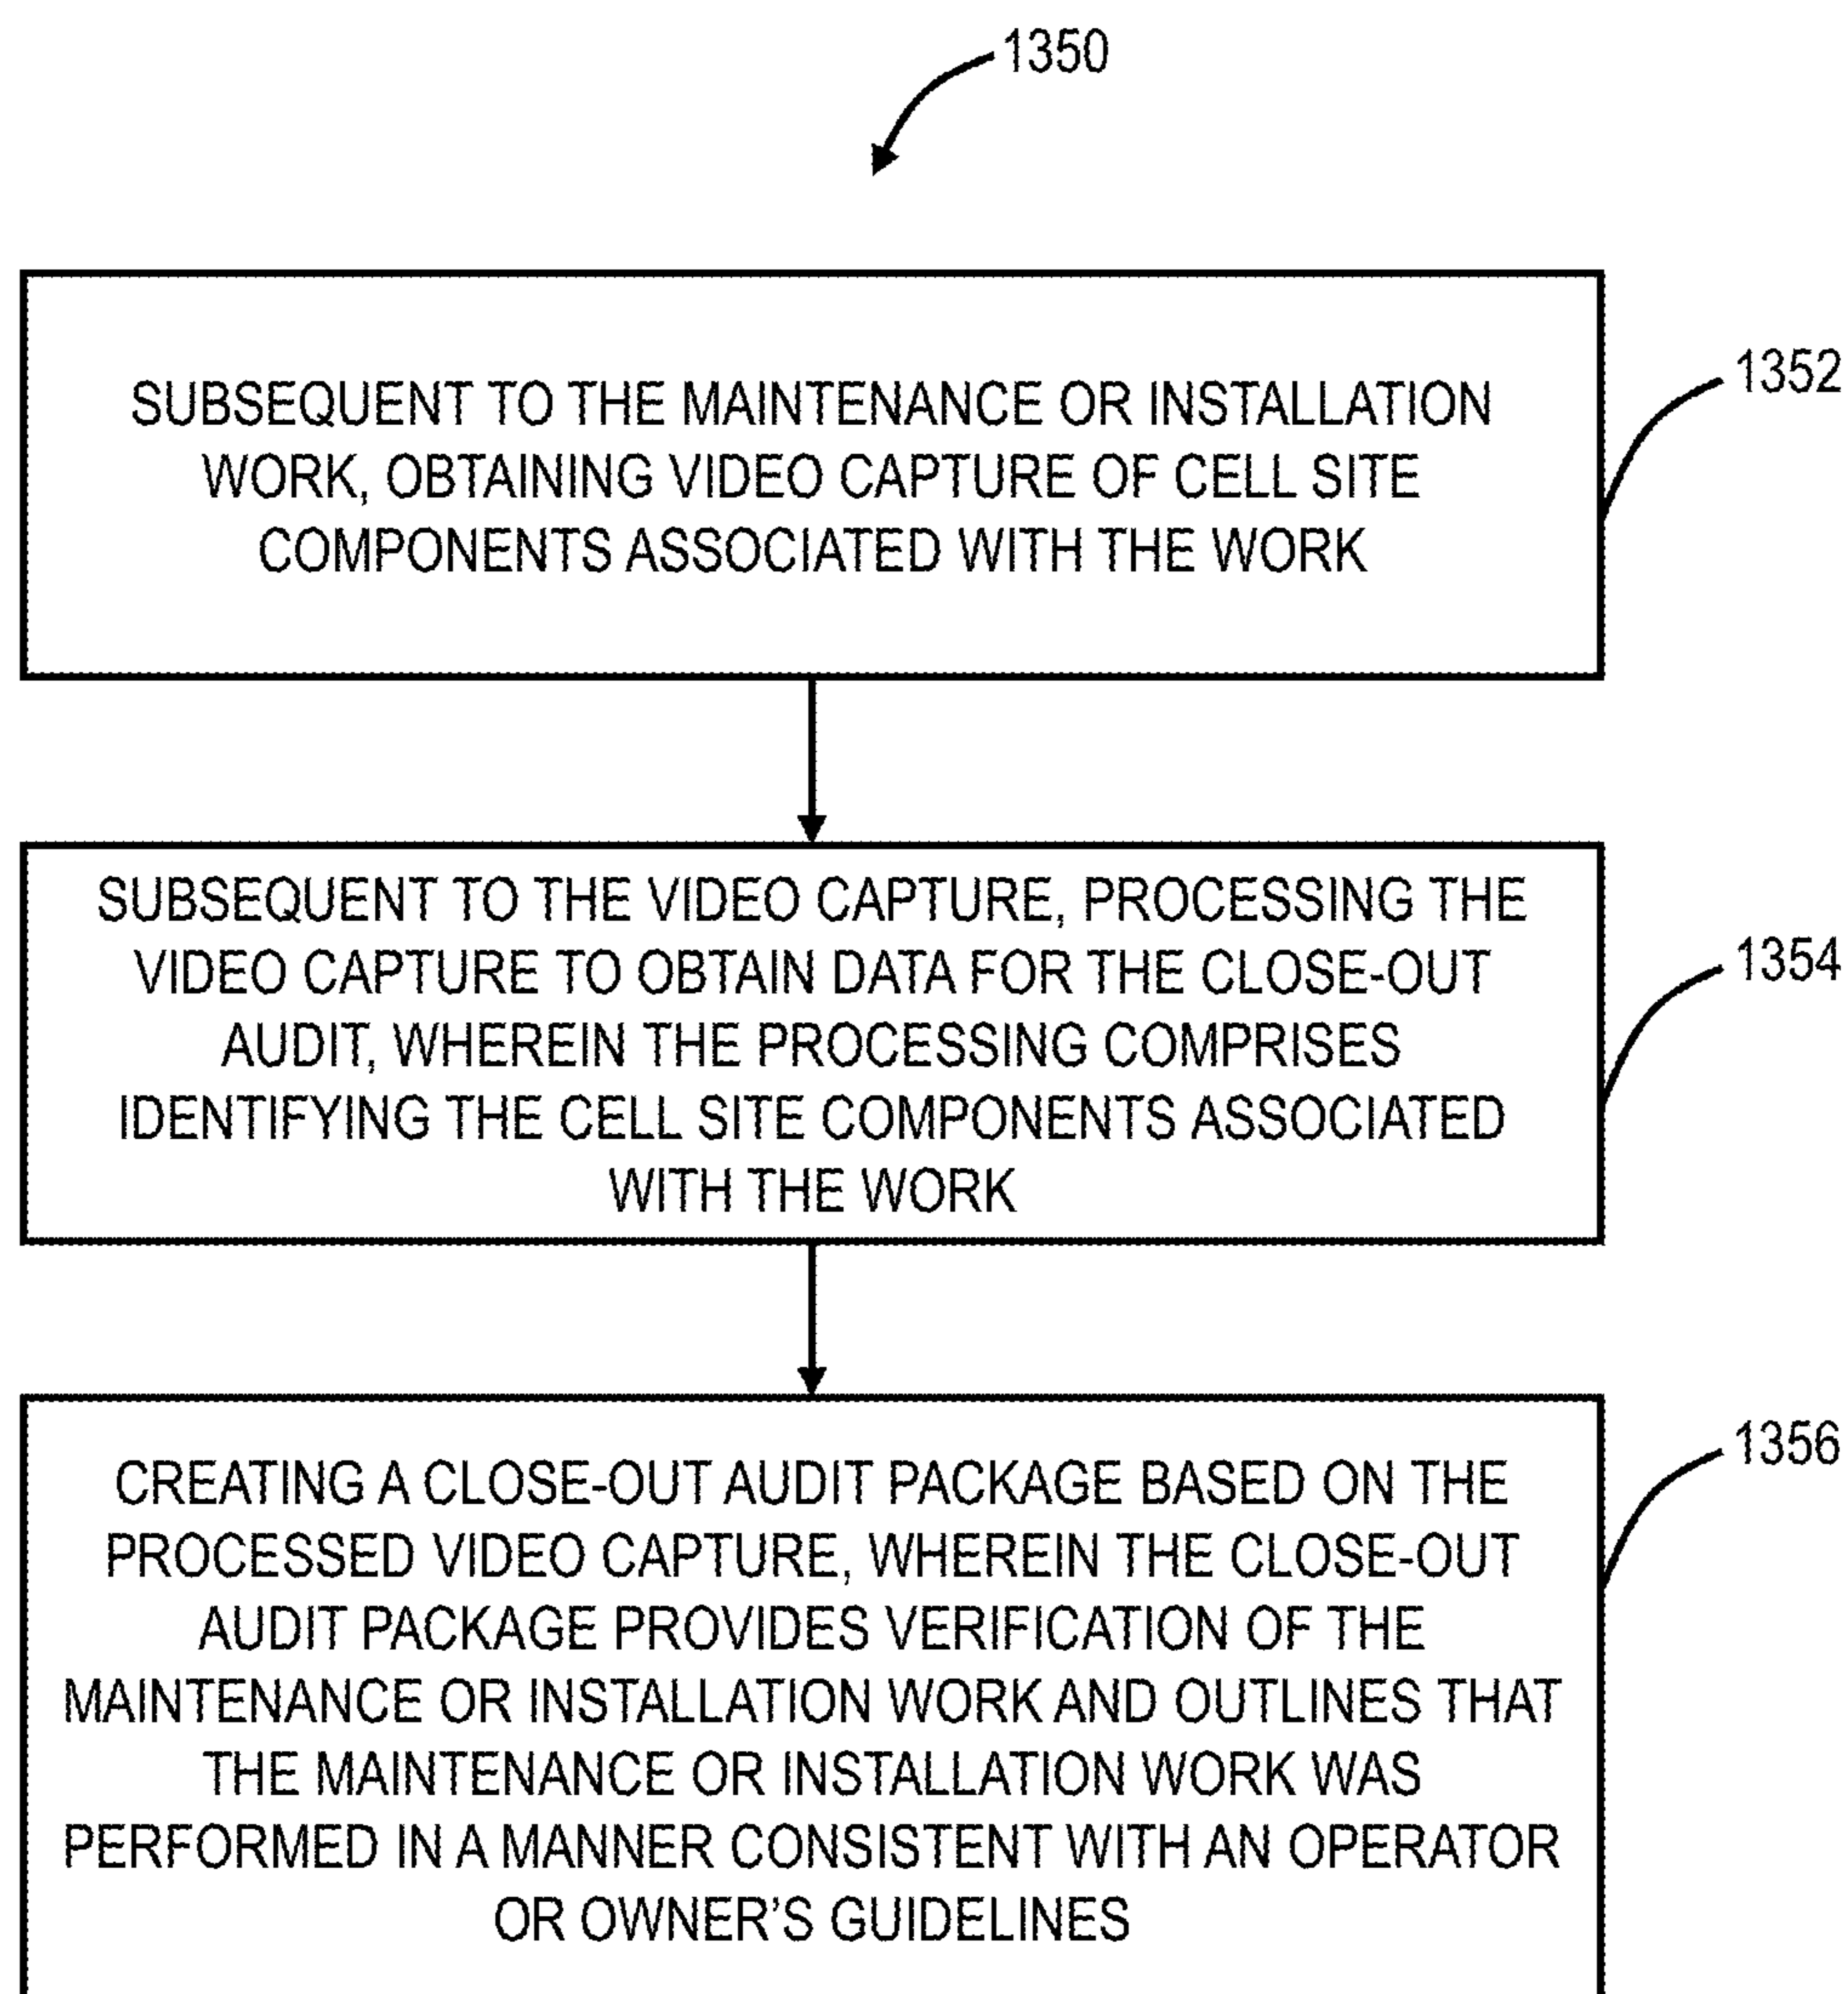 1350
SUBSEQUENT TO THE MAINTENANCE OR INSTALLATION
WORK, OBTAINING VIDEO CAPTURE OF CELL SITE
COMPONENTS ASSOCIATED WITH THE WORK
1352
SUBSEQUENT TO THE VIDEO CAPTURE, PROCESSING THE
VIDEO CAPTURE TO OBTAIN DATA FOR THE CLOSE-OUT
AUDIT, WHEREIN THE PROCESSING COMPRISES
IDENTIFYING THE CELL SITE COMPONENTS ASSOCIATED
WITH THE WORK
1354
CREATING A CLOSE-OUT AUDIT PACKAGE BASED ON THE
PROCESSED VIDEO CAPTURE, WHEREIN THE CLOSE-OUT
AUDIT PACKAGE PROVIDES VERIFICATION OF THE
MAINTENANCE OR INSTALLATION WORK AND OUTLINES THAT
THE MAINTENANCE OR INSTALLATION WORK WAS
PERFORMED IN A MANNER CONSISTENT WITH AN OPERATOR
OR OWNER'S GUIDELINES
1356